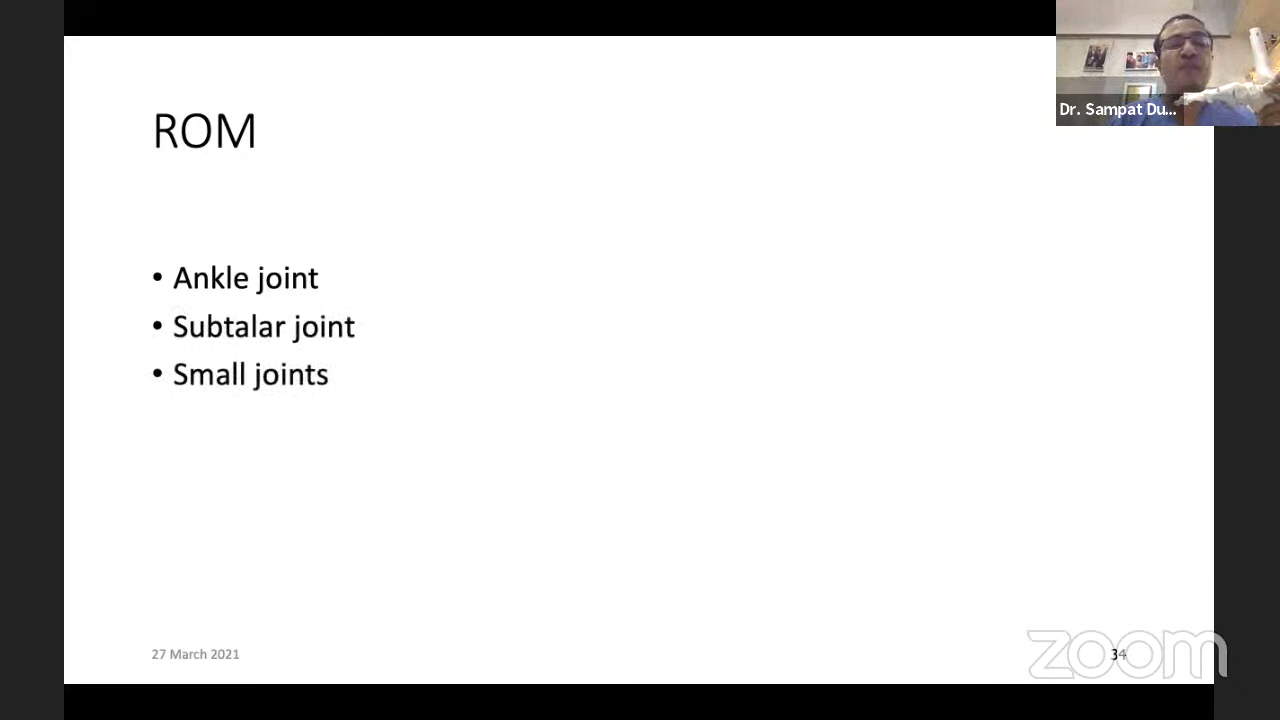 Dr. Sampat Du...
ROM
• Ankle joint
• Subtalar joint
• Small joints
27 March 2021
34
zoom